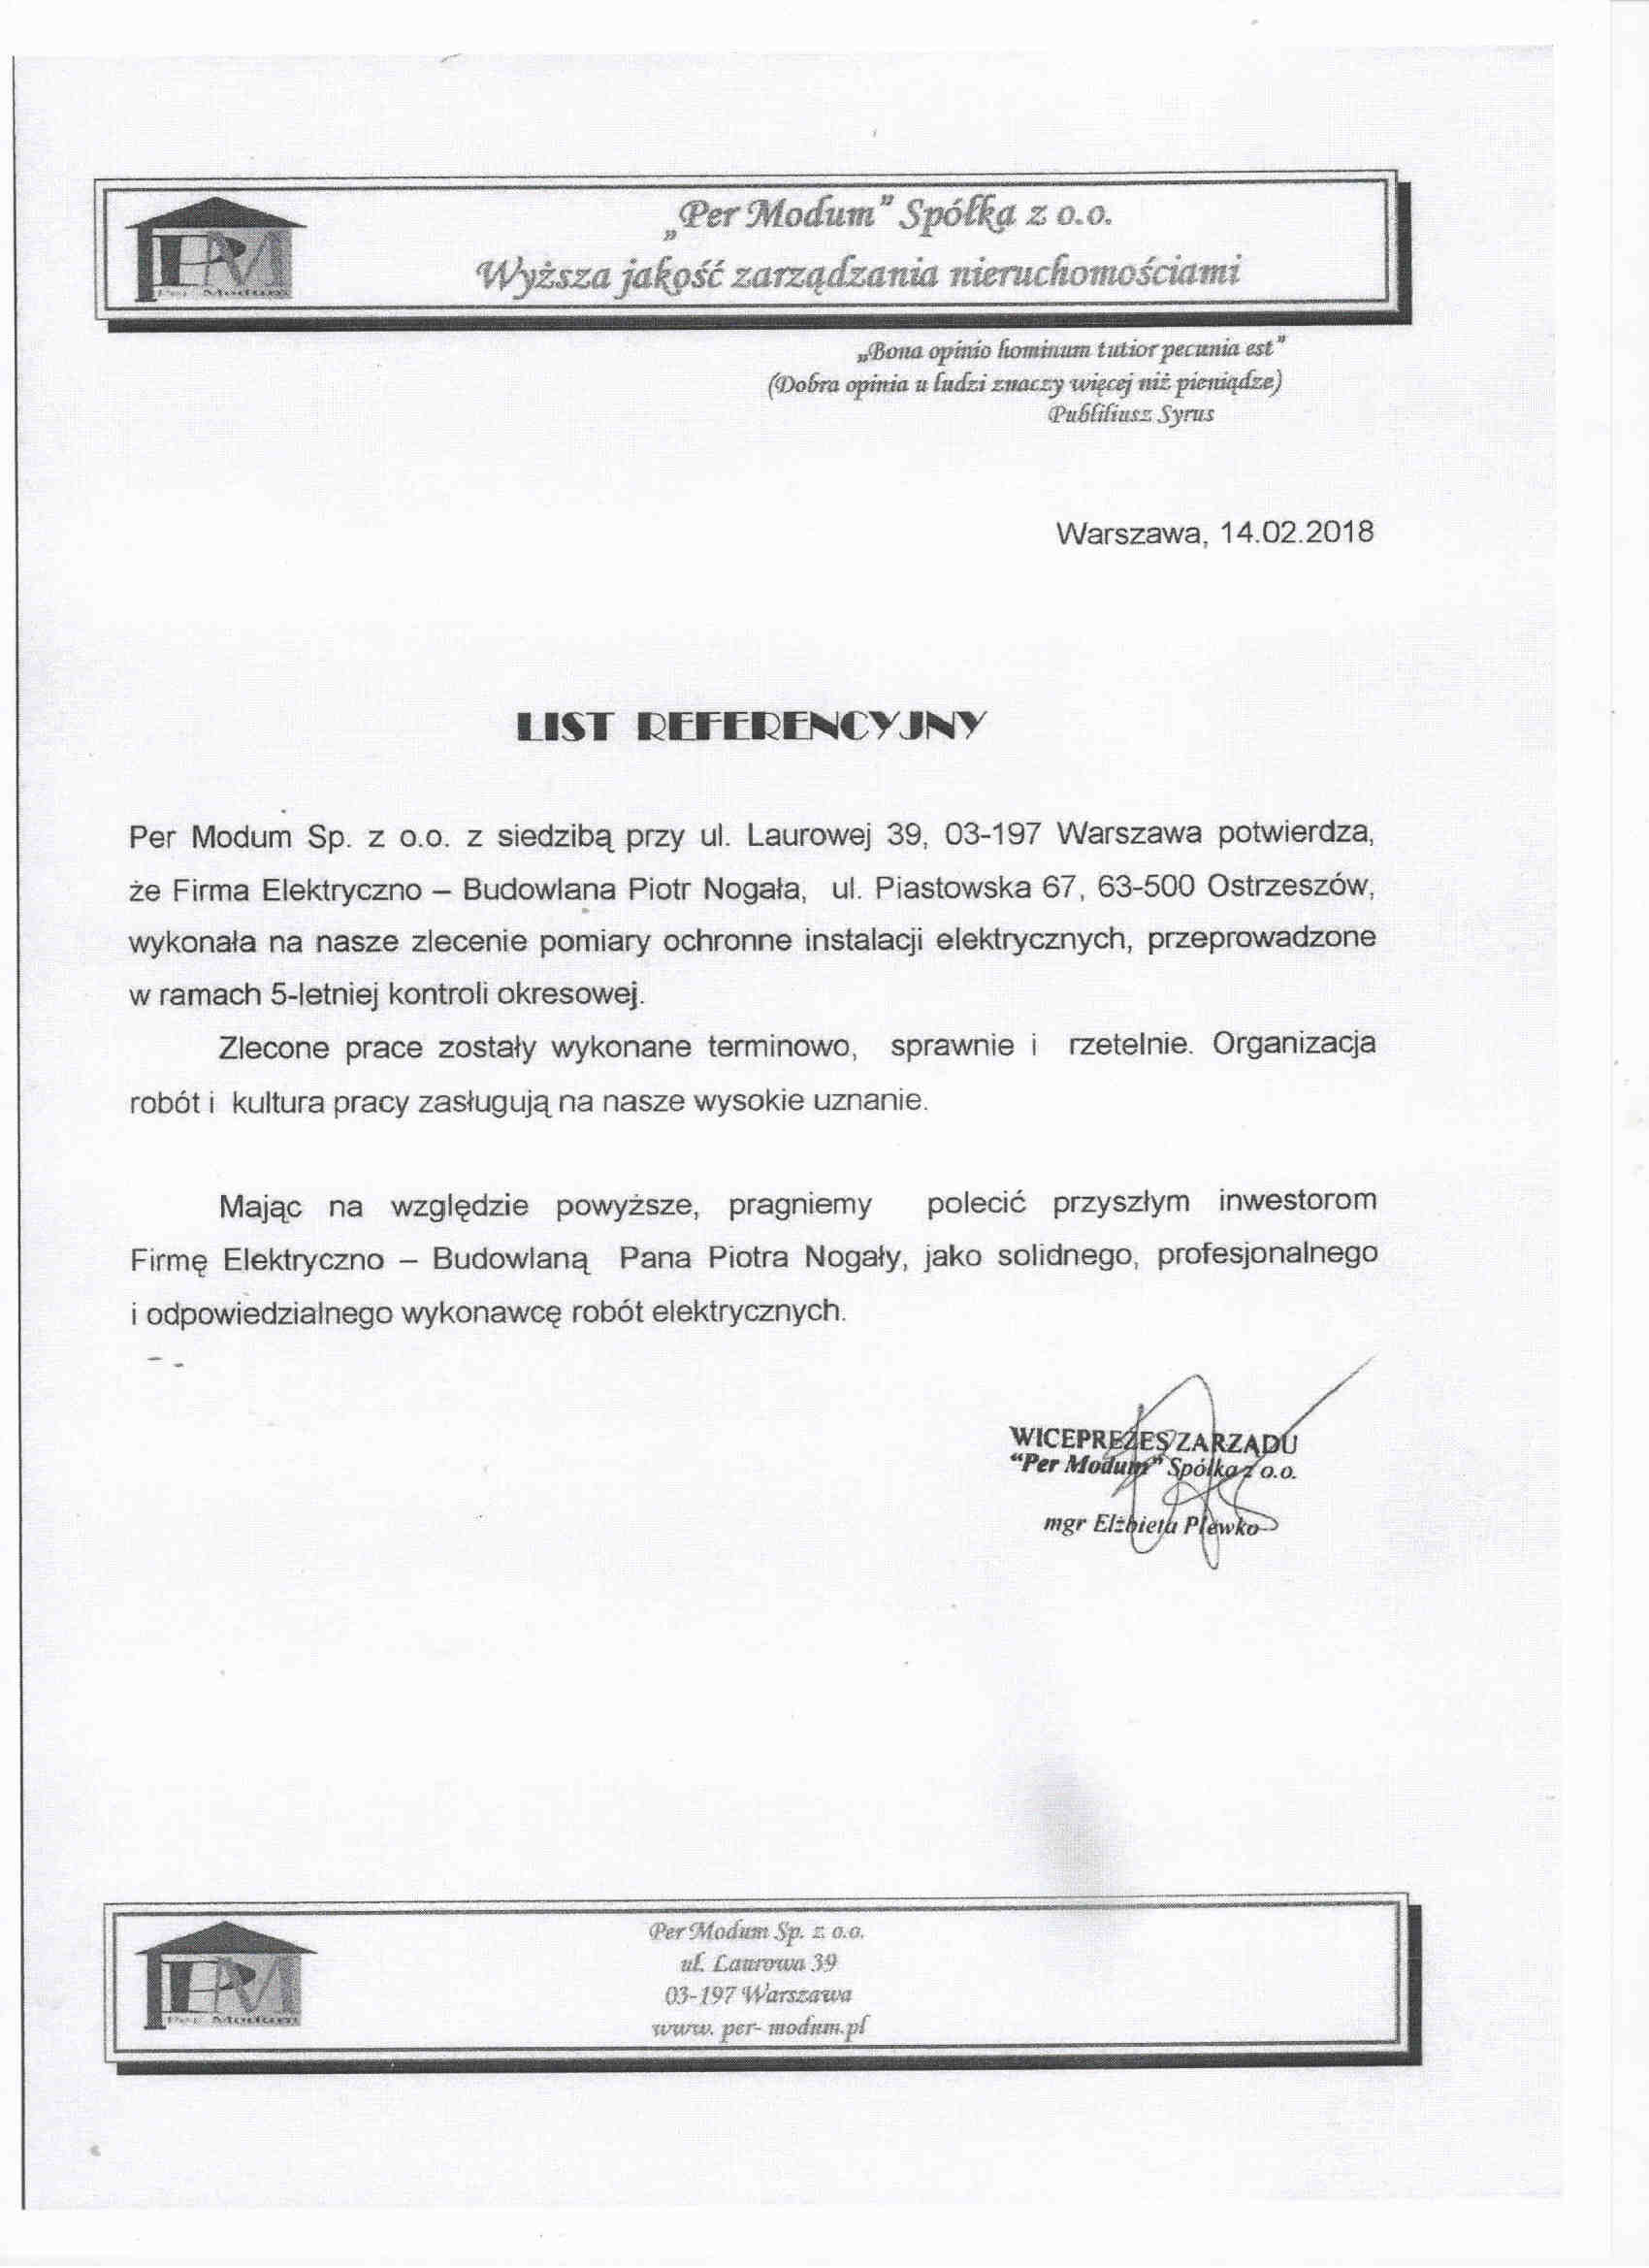 PM
Per Modum
„Per Modum" Spółka z o.o.
Wyższa jakość zarządzania nieruchomościami
„Bona opinio hominum tutior pecunia est"
(Dobra opinia u ludzi znaczy więcej niż pieniądze)
Publiliusz Syrus
Warszawa, 14.02.2018
LIST REFERENCYJNY
Per Modum Sp. z o.o. z siedzibą przy ul. Laurowej 39, 03-197 Warszawa potwierdza,
że Firma Elektryczno – Budowlana Piotr Nogała, ul. Piastowska 67, 63-500 Ostrzeszów,
wykonała na nasze zlecenie pomiary ochronne instalacji elektrycznych, przeprowadzone
w ramach 5-letniej kontroli okresowej.
Zlecone prace zostały wykonane terminowo, sprawnie i rzetelnie. Organizacja
robót i kultura pracy zasługują na nasze wysokie uznanie.
Mając na względzie powyższe, pragniemy polecić przyszłym inwestorom
Firmę Elektryczno – Budowlaną Pana Piotra Nogały, jako solidnego, profesjonalnego
i odpowiedzialnego wykonawcę robót elektrycznych.
WICEPREZES ZARZĄDU
"Per Modum" Spółka z o.o.
mgr Elżbieta Plewko
PM
Per Modum
Per Modum Sp. z o.o.
ul. Laurowa 39
03-197 Warszawa
www. per- modum.pl